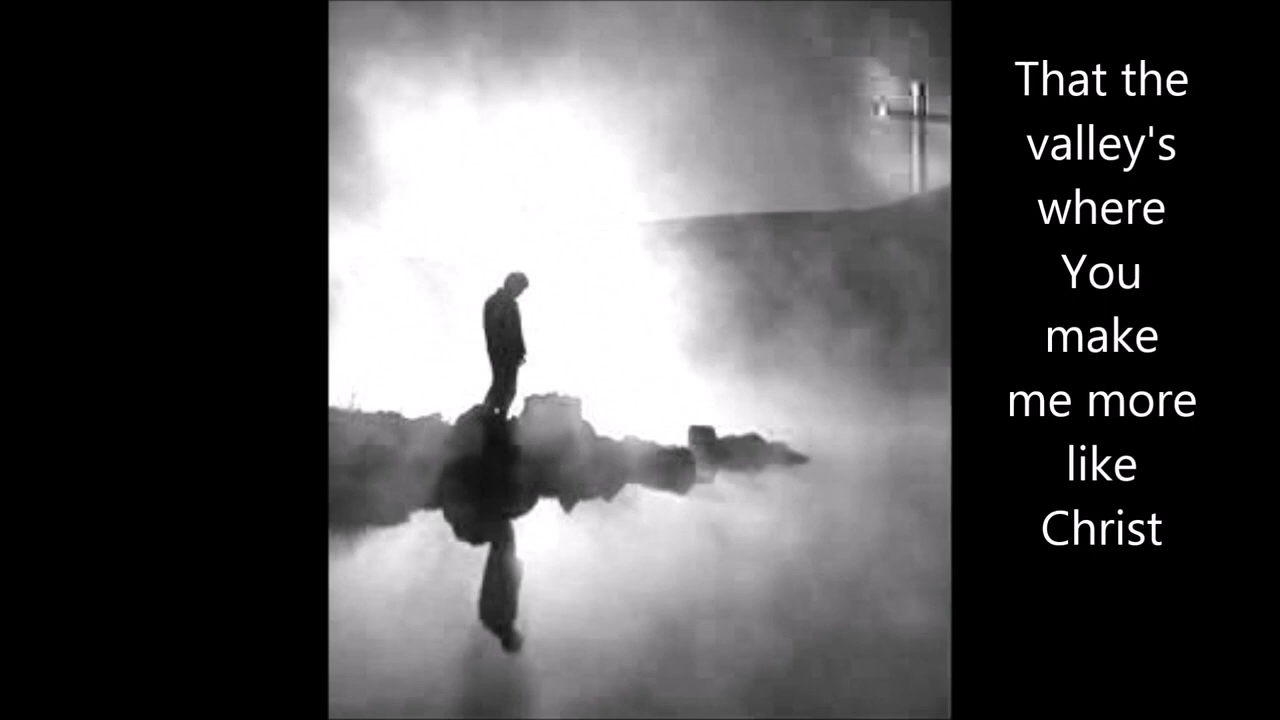 That the
valley's
where
You
make
me more
like
Christ